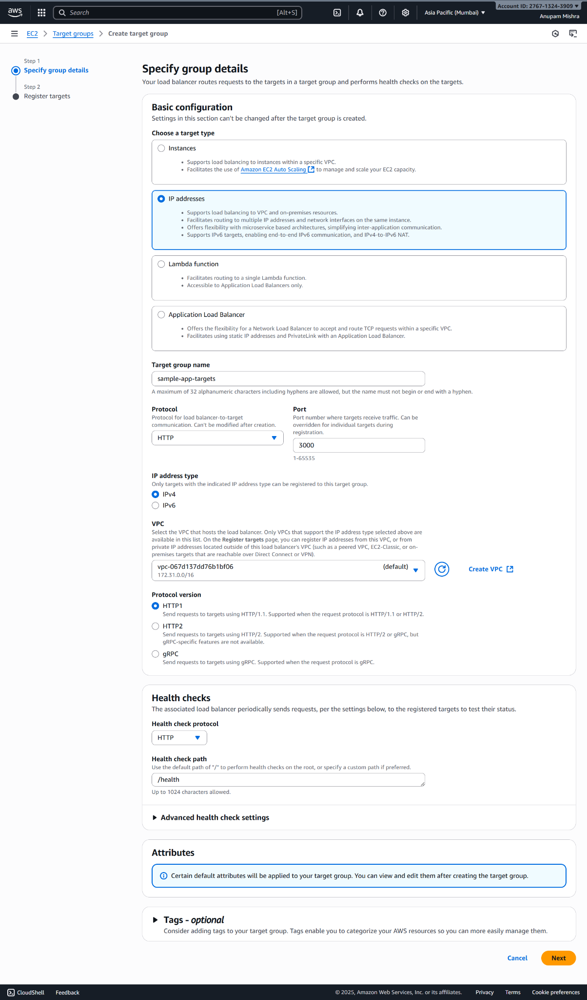 aws
Search
[Alt+S]
Asia Pacific (Mumbai)
Account ID: 2767-1324-3909
Anupam Mishra
EC2
Target groups
Create target group
Step 1
Specify group details
Step 2
Register targets
Specify group details
Your load balancer routes requests to the targets in a target group and performs health checks on the targets.
Basic configuration
Settings in this section can't be changed after the target group is created.
Choose a target type
Instances
• Supports load balancing to instances within a specific VPC.
• Facilitates the use of Amazon EC2 Auto Scaling to manage and scale your EC2 capacity.
IP addresses
• Supports load balancing to VPC and on-premises resources.
• Facilitates routing to multiple IP addresses and network interfaces on the same instance.
• Offers flexibility with microservice based architectures, simplifying inter-application communication.
• Supports IPv6 targets, enabling end-to-end IPv6 communication, and IPv4-to-IPv6 NAT.
Lambda function
• Facilitates routing to a single Lambda function.
• Accessible to Application Load Balancers only.
Application Load Balancer
• Offers the flexibility for a Network Load Balancer to accept and route TCP requests within a specific VPC.
• Facilitates using static IP addresses and PrivateLink with an Application Load Balancer.
Target group name
sample-app-targets
A maximum of 32 alphanumeric characters including hyphens are allowed, but the name must not begin or end with a hyphen.
Protocol
Protocol for load balancer-to-target
communication. Can't be modified after creation.
HTTP
Port
Port number where targets receive traffic. Can be
overridden for individual targets during
registration.
3000
1-65535
IP address type
Only targets with the indicated IP address type can be registered to this target group.
IPv4
IPv6
VPC
Select the VPC that hosts the load balancer. Only VPCs that support the IP address type selected above are
available in this list. On the Register targets page, you can register IP addresses from this VPC, or from
private IP addresses located outside of this load balancer's VPC (such as a peered VPC, EC2-Classic, or on-
premises targets that are reachable over Direct Connect or VPN).
vpc-067d137dd76b1bf06 (default)
172.31.0.0/16
Create VPC
Protocol version
HTTP1
Send requests to targets using HTTP/1.1. Supported when the request protocol is HTTP/1.1 or HTTP/2.
HTTP2
Send requests to targets using HTTP/2. Supported when the request protocol is HTTP/2 or gRPC, but
gRPC-specific features are not available.
gRPC
Send requests to targets using gRPC. Supported when the request protocol is gRPC.
Health checks
The associated load balancer periodically sends requests, per the settings below, to the registered targets to test their status.
Health check protocol
HTTP
Health check path
Use the default path of "/" to perform health checks on the root, or specify a custom path if preferred.
/health
Up to 1024 characters allowed.
Advanced health check settings
Attributes
Certain default attributes will be applied to your target group. You can view and edit them after creating the target group.
Tags - optional
Consider adding tags to your target group. Tags enable you to categorize your AWS resources so you can more easily manage them.
Cancel
Next
CloudShell
Feedback
© 2025, Amazon Web Services, Inc. or its affiliates.
Privacy
Terms
Cookie preferences